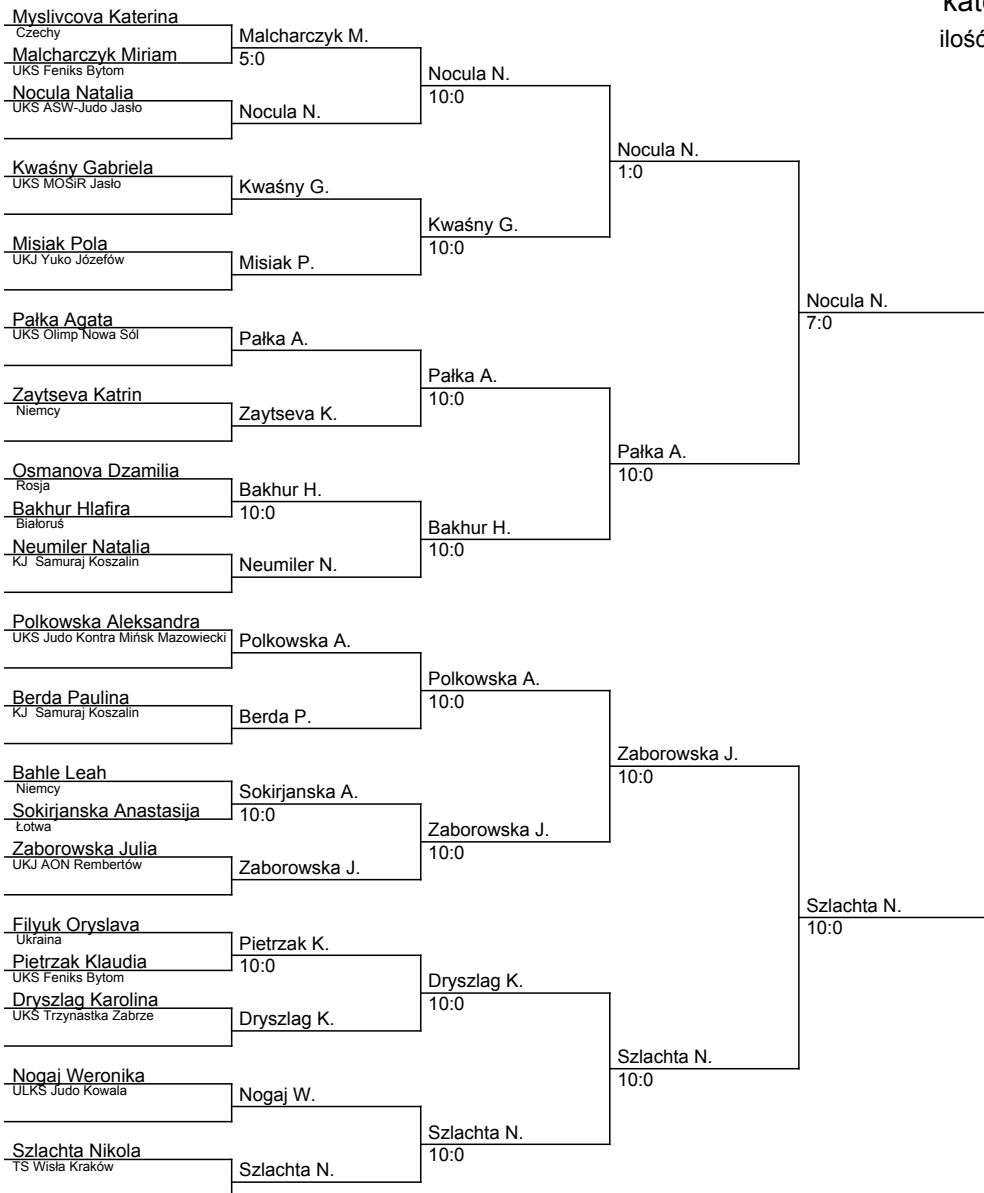 kat
ilość
Myslivcova Katerina
Czechy
Malcharczyk Miriam
UKS Feniks Bytom
Nocula Natalia
UKS ASW-Judo Jasło
Kwaśny Gabriela
UKS MOSiR Jasło
Misiak Pola
UKJ Yuko Józefów
Pałka Agata
UKS Olimp Nowa Sól
Zaytseva Katrin
Niemcy
Osmanova Dzamilia
Rosja
Bakhur Hlafira
Białoruś
Neumiler Natalia
KJ Samuraj Koszalin
Polkowska Aleksandra
UKS Judo Kontra Mińsk Mazowiecki
Berda Paulina
KJ Samuraj Koszalin
Bahle Leah
Niemcy
Sokirjanska Anastasija
Łotwa
Zaborowska Julia
UKJ AON Rembertów
Filyuk Oryslava
Ukraina
Pietrzak Klaudia
UKS Feniks Bytom
Dryszlag Karolina
UKS Trzynastka Zabrze
Nogaj Weronika
ULKS Judo Kowala
Szlachta Nikola
TS Wisła Kraków
Malcharczyk M.
5:0
Nocula N.
Kwaśny G.
Misiak P.
Pałka A.
Zaytseva K.
Bakhur H.
10:0
Neumiler N.
Polkowska A.
Berda P.
Sokirjanska A.
10:0
Zaborowska J.
Pietrzak K.
10:0
Dryszlag K.
Nogaj W.
Szlachta N.
Nocula N.
10:0
Kwaśny G.
10:0
Pałka A.
10:0
Bakhur H.
10:0
Polkowska A.
10:0
Zaborowska J.
10:0
Dryszlag K.
10:0
Szlachta N.
10:0
Nocula N.
1:0
Pałka A.
10:0
Zaborowska J.
10:0
Szlachta N.
10:0
Nocula N.
7:0
Szlachta N.
10:0